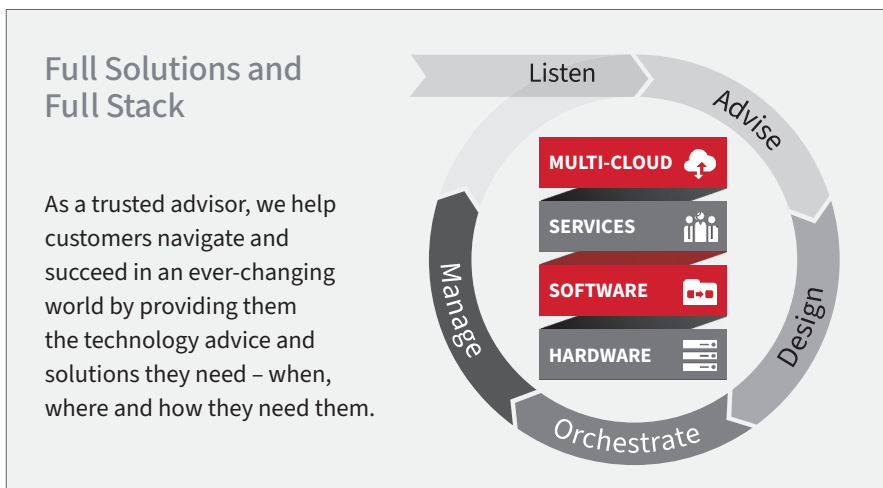 Full Solutions and
Full Stack
As a trusted advisor, we help
customers navigate and
succeed in an ever-changing
world by providing them
the technology advice and
solutions they need – when,
where and how they need them.
Listen
Advise
Design
Orchestrate
Manage
MULTI-CLOUD
SERVICES
SOFTWARE
HARDWARE